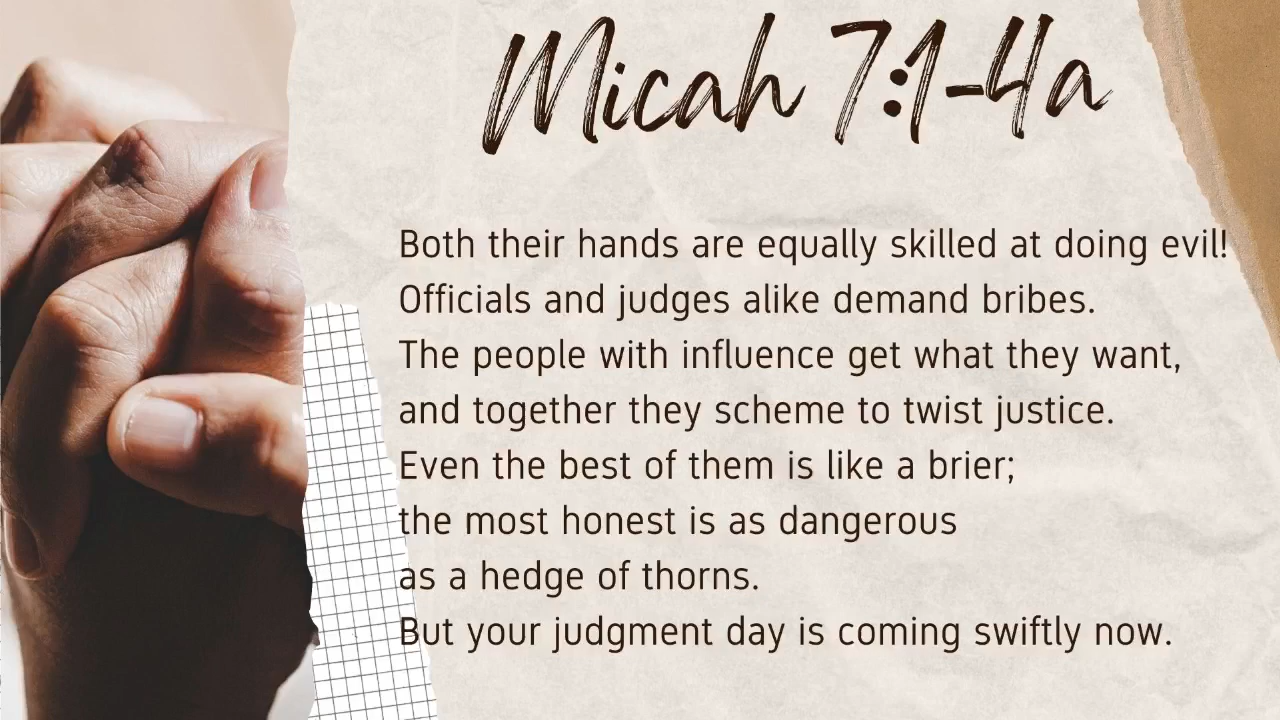 Micah 7:1-4a
Both their hands are equally skilled at doing evil!
Officials and judges alike demand bribes.
The people with influence get what they want,
and together they scheme to twist justice.
Even the best of them is like a brier;
the most honest is as dangerous
as a hedge of thorns.
But your judgment day is coming swiftly now.